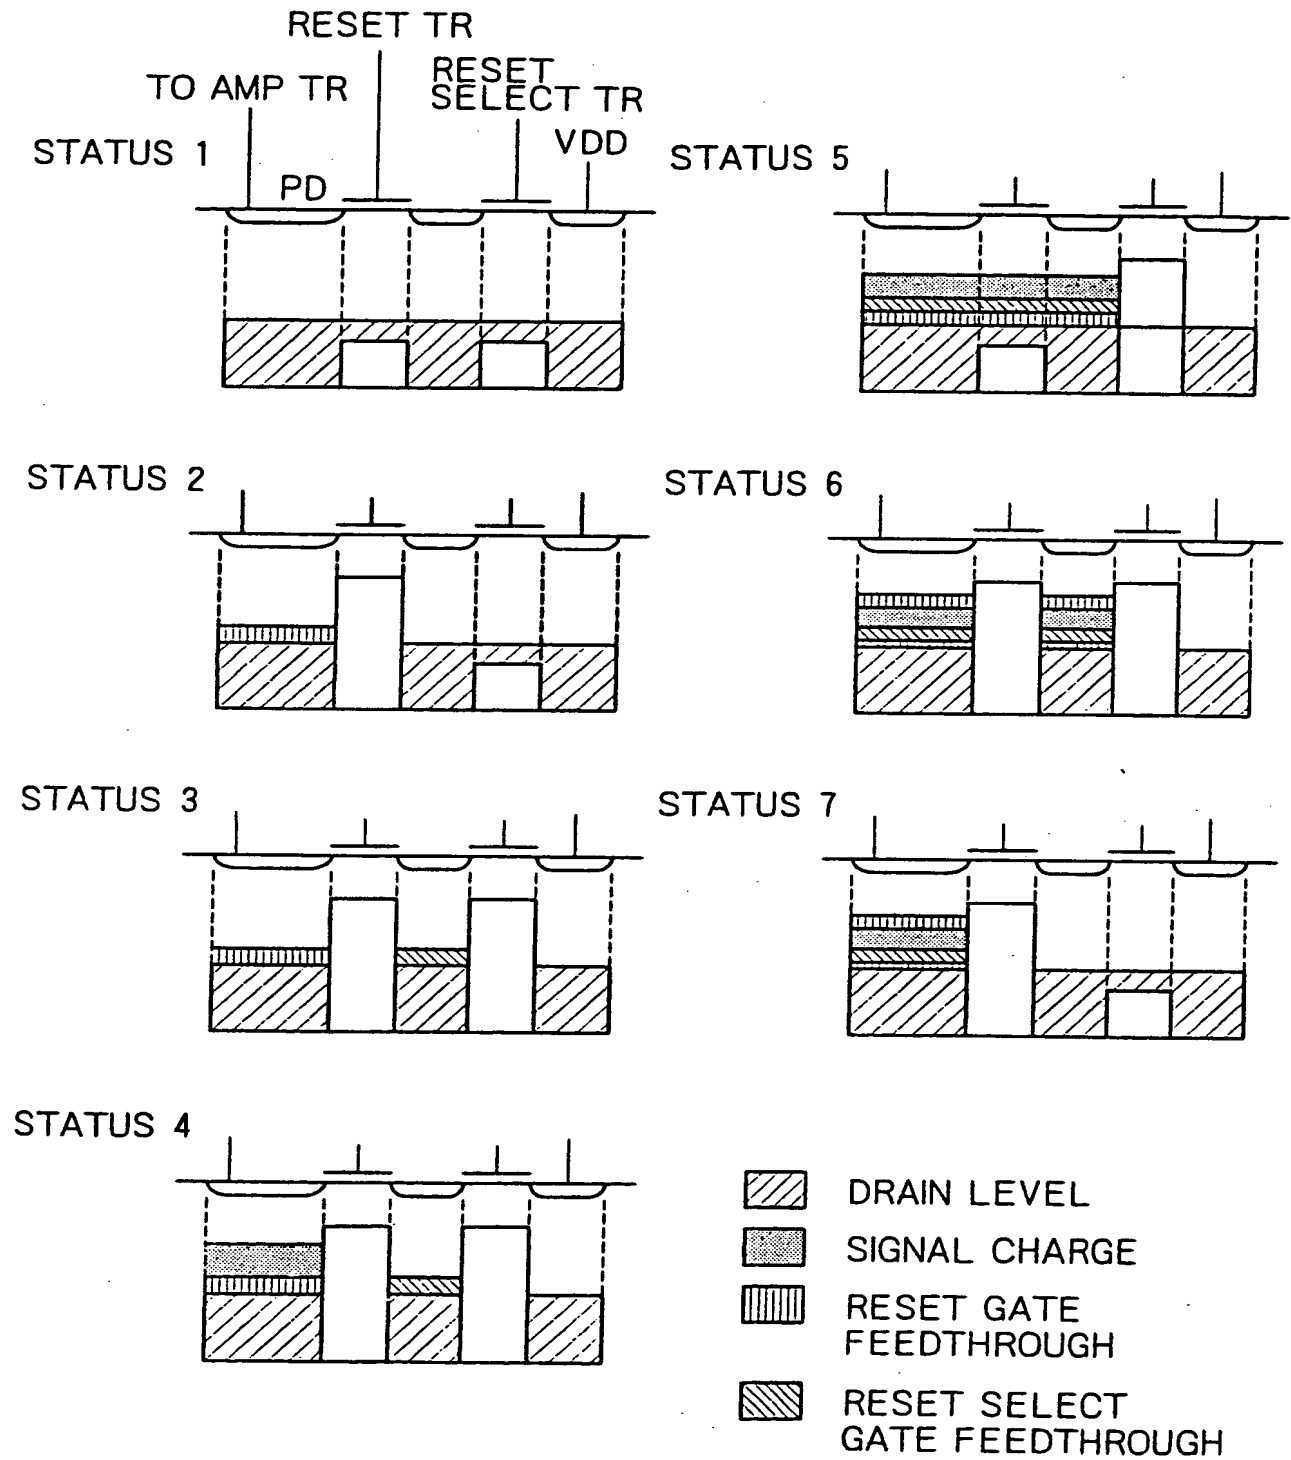 RESET TR
TO AMP TR
RESET
SELECT TR
VDD
STATUS 1
PD
STATUS 5
STATUS 2
STATUS 6
STATUS 3
STATUS 7
STATUS 4
DRAIN LEVEL
SIGNAL CHARGE
RESET GATE
FEEDTHROUGH
RESET SELECT
GATE FEEDTHROUGH